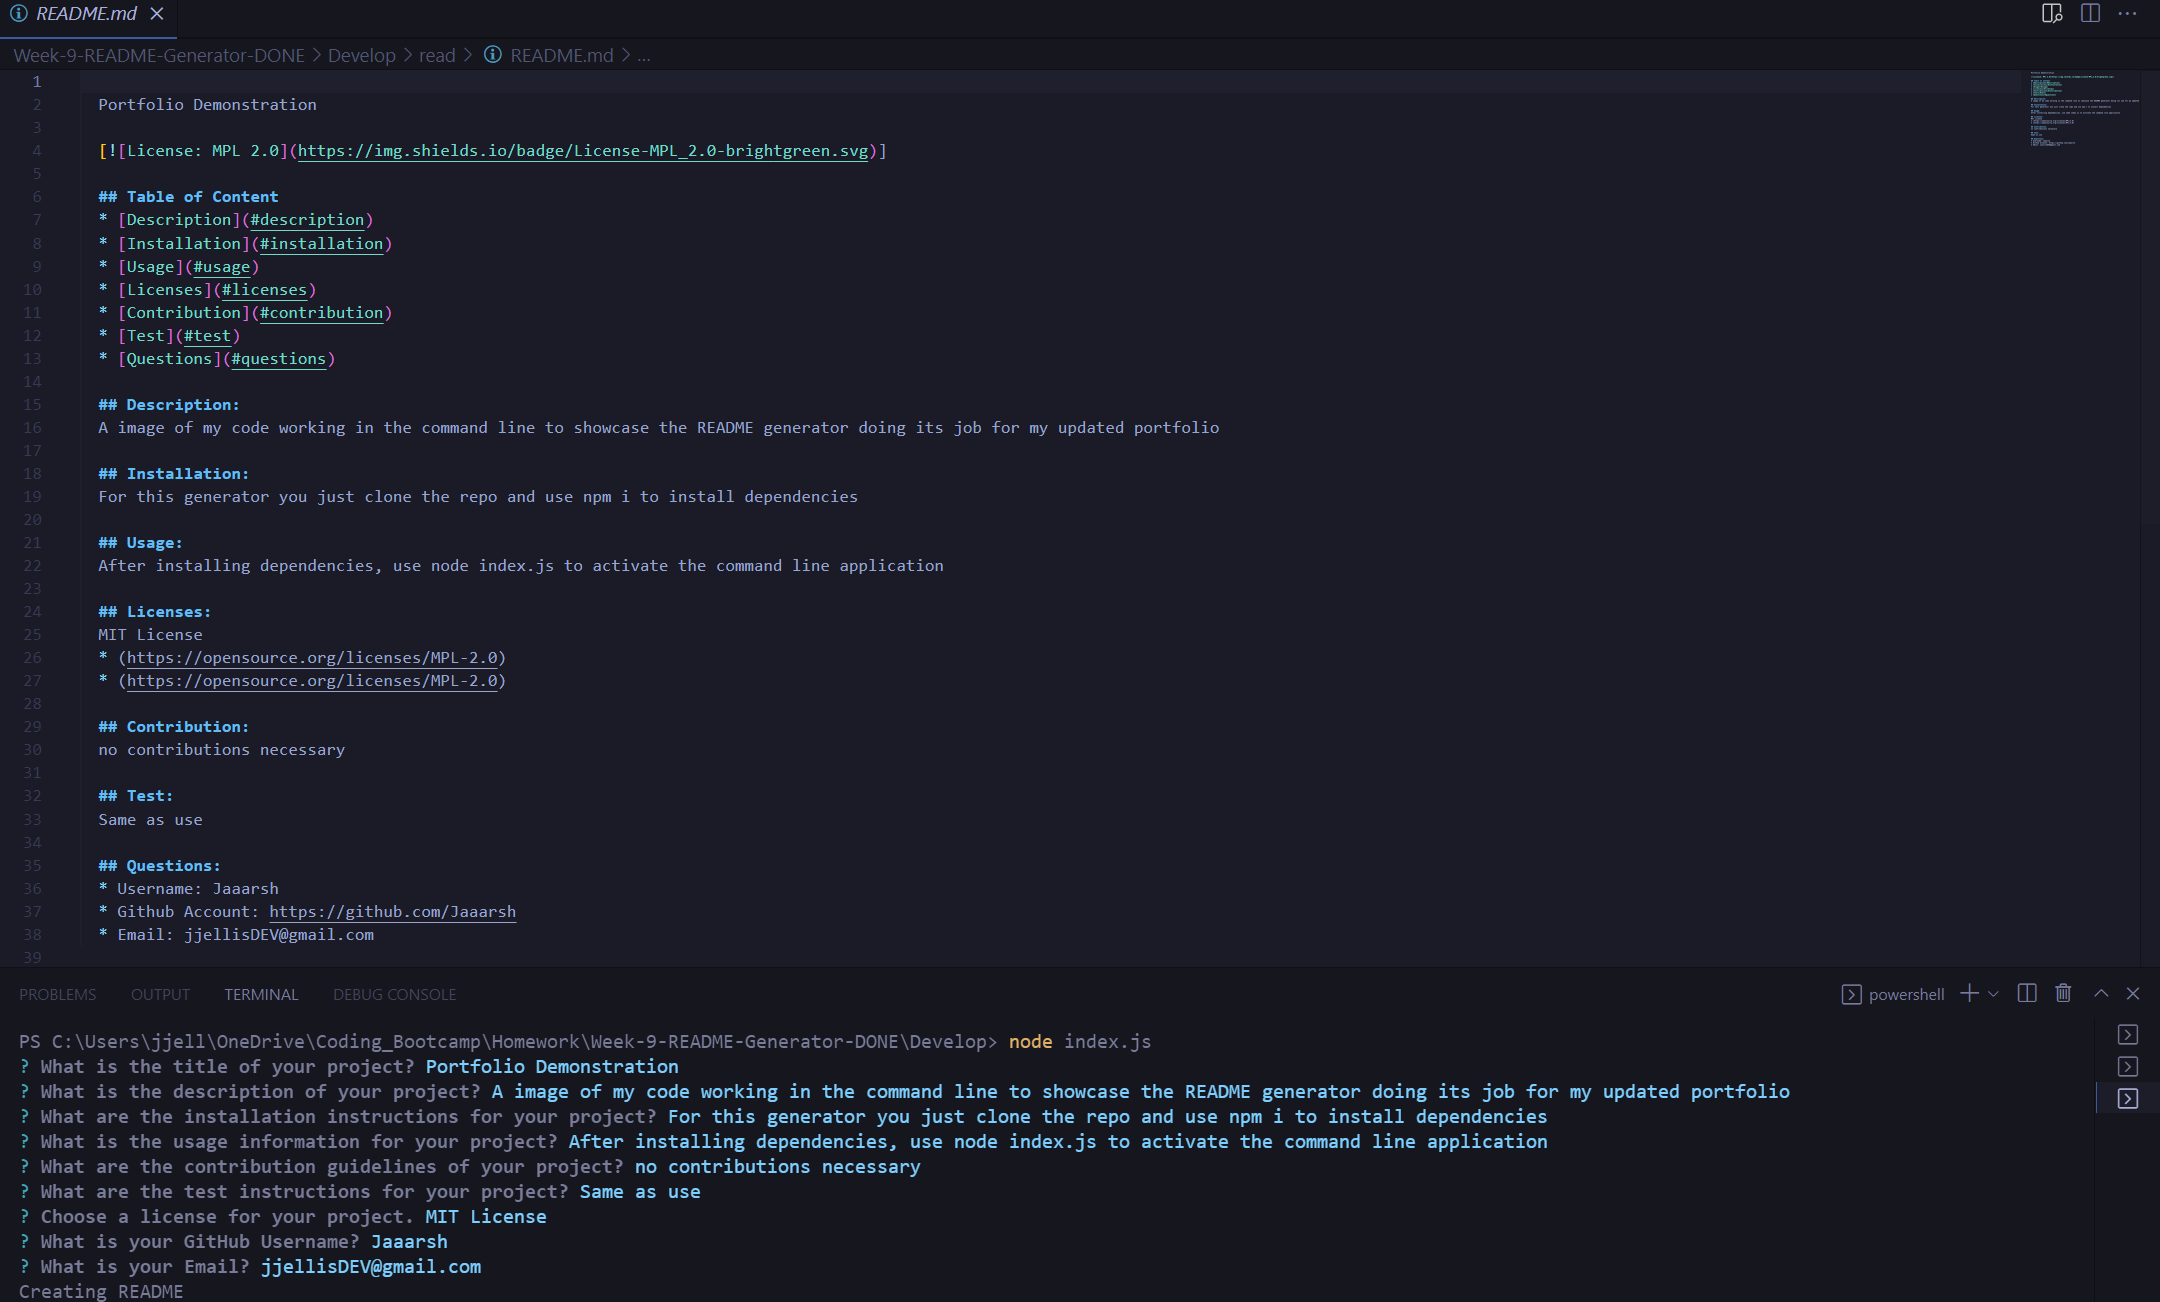 README.md
Week-9-README-Generator-DONE > Develop > read > README.md > ...
1
2 Portfolio Demonstration
3
4 [![License: MPL 2.0](https://img.shields.io/badge/License-MPL_2.0-brightgreen.svg)]
5
6 ## Table of Content
7 * [Description](#description)
8 * [Installation](#installation)
9 * [Usage](#usage)
10 * [Licenses](#licenses)
11 * [Contribution](#contribution)
12 * [Test](#test)
13 * [Questions](#questions)
14
15 ## Description:
16 A image of my code working in the command line to showcase the README generator doing its job for my updated portfolio
17
18 ## Installation:
19 For this generator you just clone the repo and use npm i to install dependencies
20
21 ## Usage:
22 After installing dependencies, use node index.js to activate the command line application
23
24 ## Licenses:
25 MIT License
26 * (https://opensource.org/licenses/MPL-2.0)
27 * (https://opensource.org/licenses/MPL-2.0)
28
29 ## Contribution:
30 no contributions necessary
31
32 ## Test:
33 Same as use
34
35 ## Questions:
36 * Username: Jaaarsh
37 * Github Account: https://github.com/Jaaarsh
38 * Email: jjellisDEV@gmail.com
39
PROBLEMS OUTPUT TERMINAL DEBUG CONSOLE powershell
PS C:\Users\jjell\OneDrive\Coding_Bootcamp\Homework\Week-9-README-Generator-DONE\Develop> node index.js
? What is the title of your project? Portfolio Demonstration
? What is the description of your project? A image of my code working in the command line to showcase the README generator doing its job for my updated portfolio
? What are the installation instructions for your project? For this generator you just clone the repo and use npm i to install dependencies
? What is the usage information for your project? After installing dependencies, use node index.js to activate the command line application
? What are the contribution guidelines of your project? no contributions necessary
? What are the test instructions for your project? Same as use
? Choose a license for your project. MIT License
? What is your GitHub Username? Jaaarsh
? What is your Email? jjellisDEV@gmail.com
Creating README